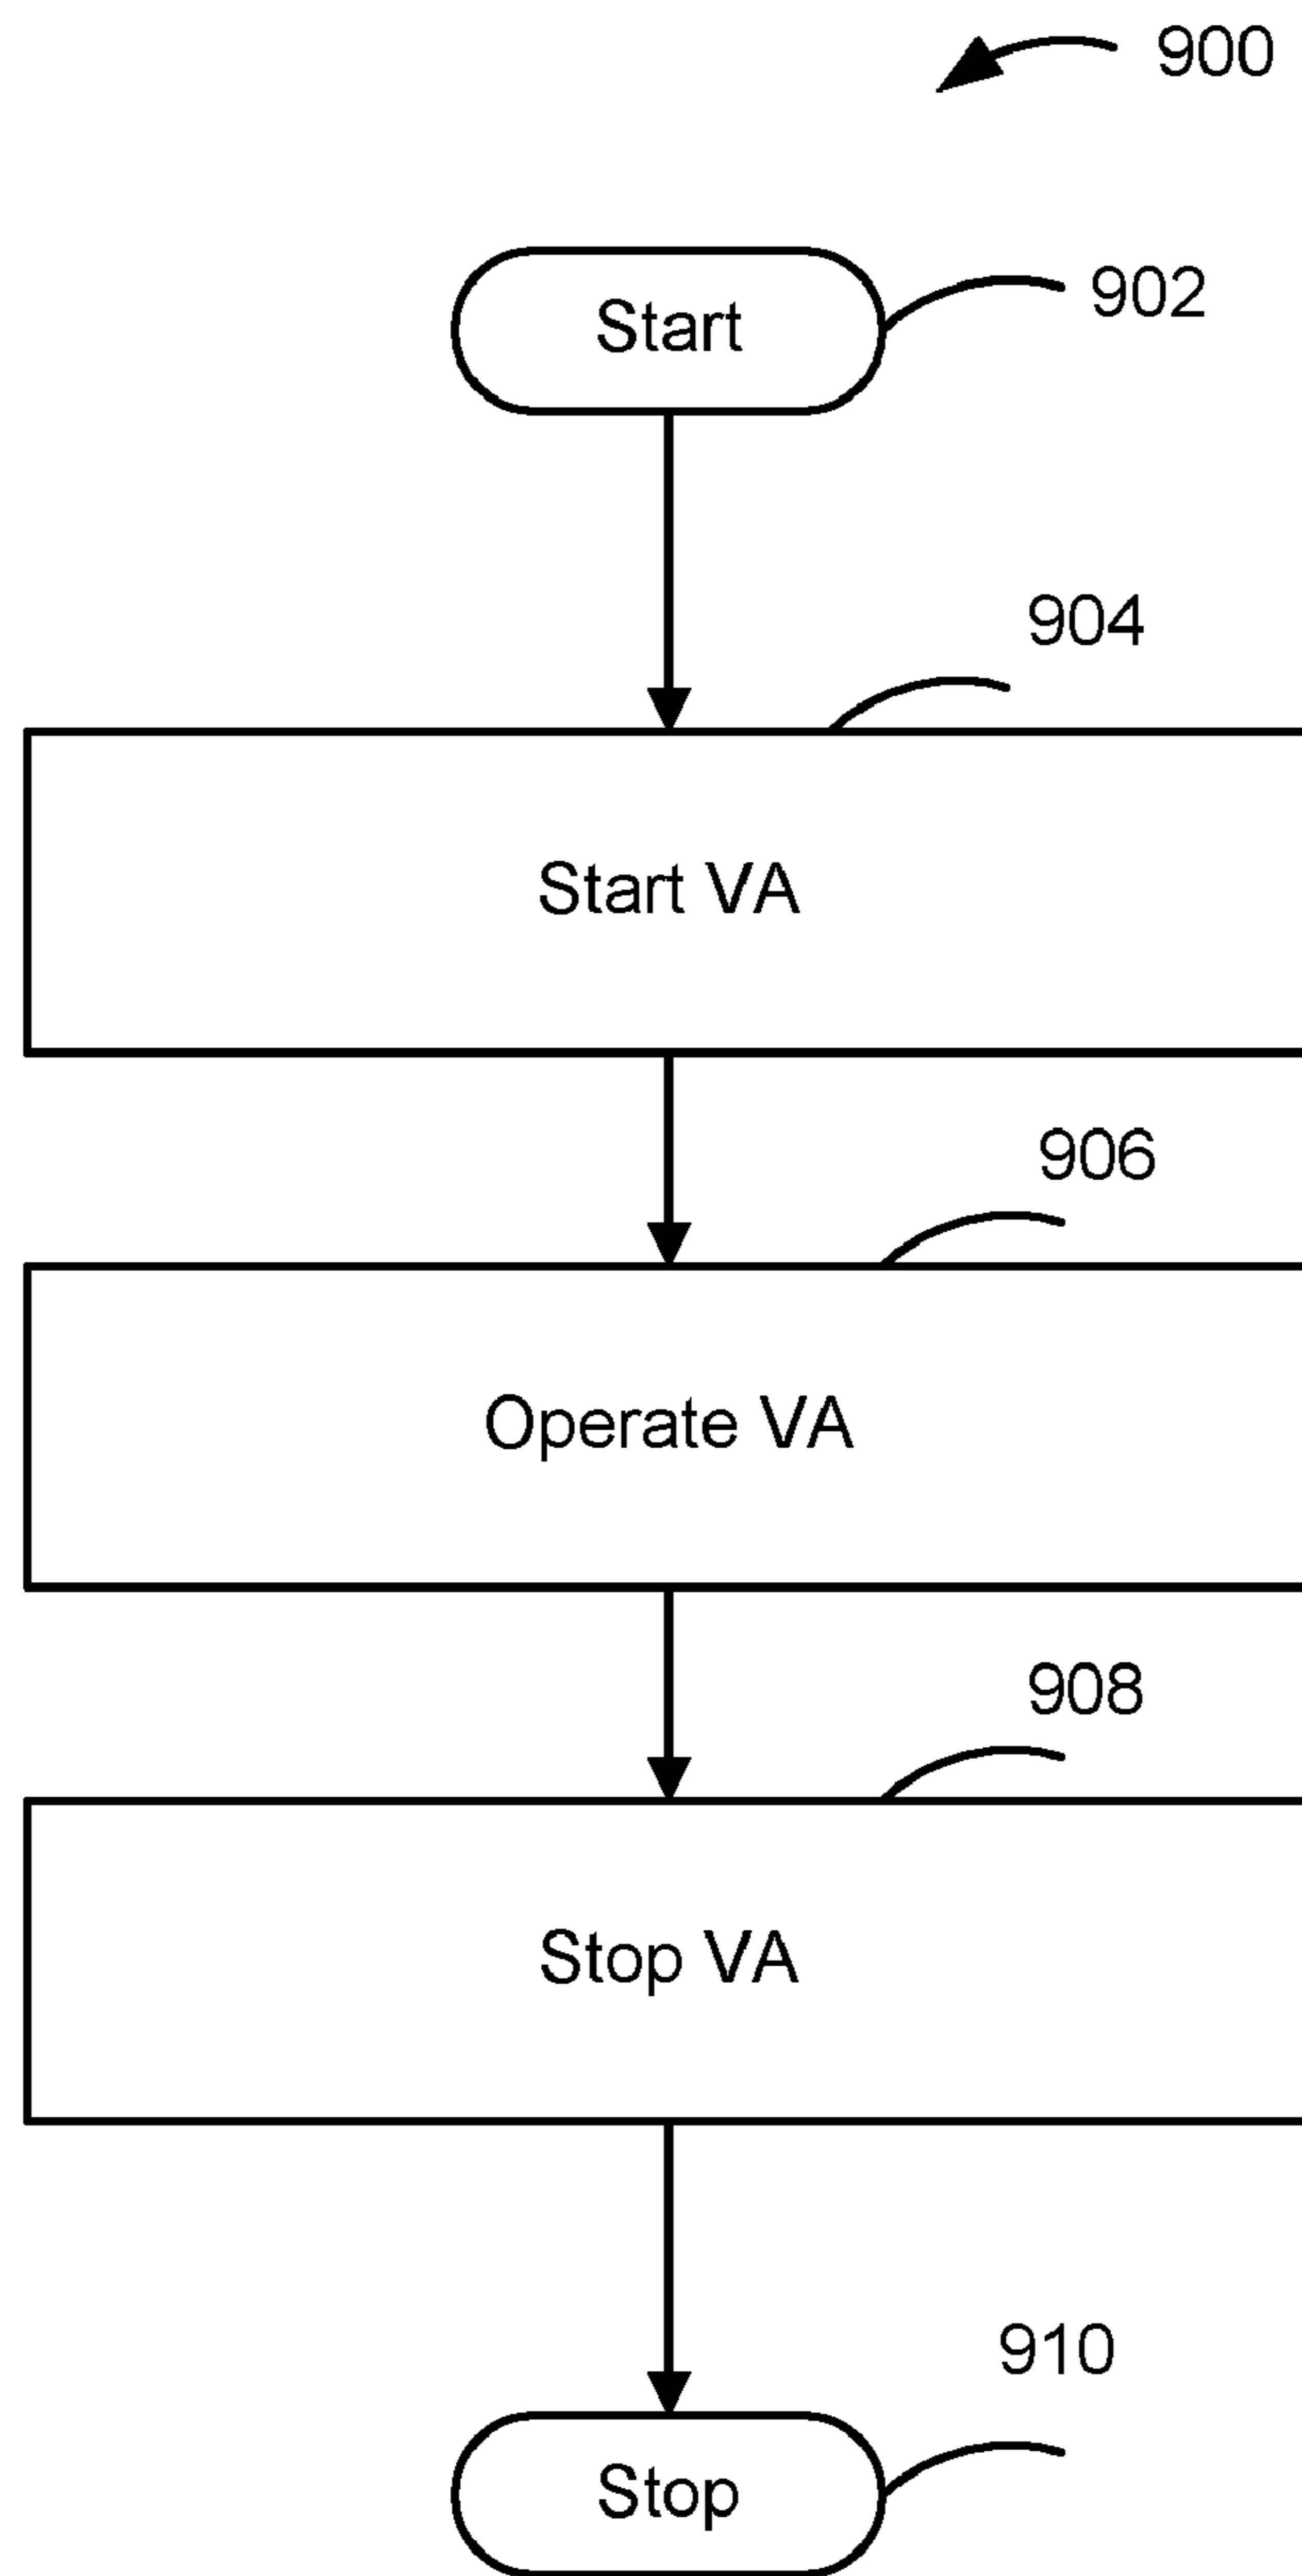 900
Start
902
904
Start VA
906
Operate VA
908
Stop VA
910
Stop